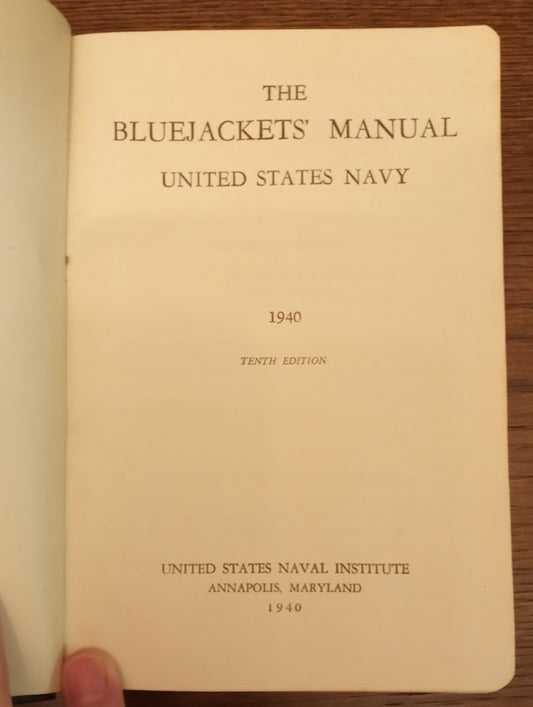 THE
BLUEJACKETS' MANUAL
UNITED STATES NAVY
1940
TENTH EDITION
UNITED STATES NAVAL INSTITUTE
ANNAPOLIS, MARYLAND
1940